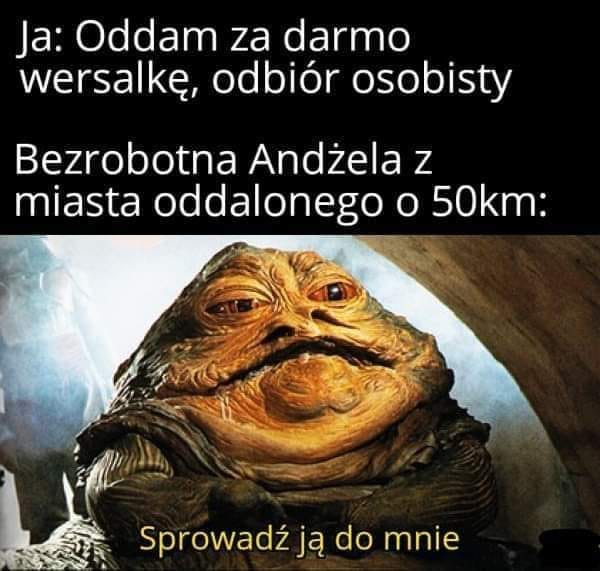 Ja: Oddam za darmo
wersalkę, odbiór osobisty
Bezrobotna Andżela z
miasta oddalonego o 50km:
Sprowadź ją do mnie